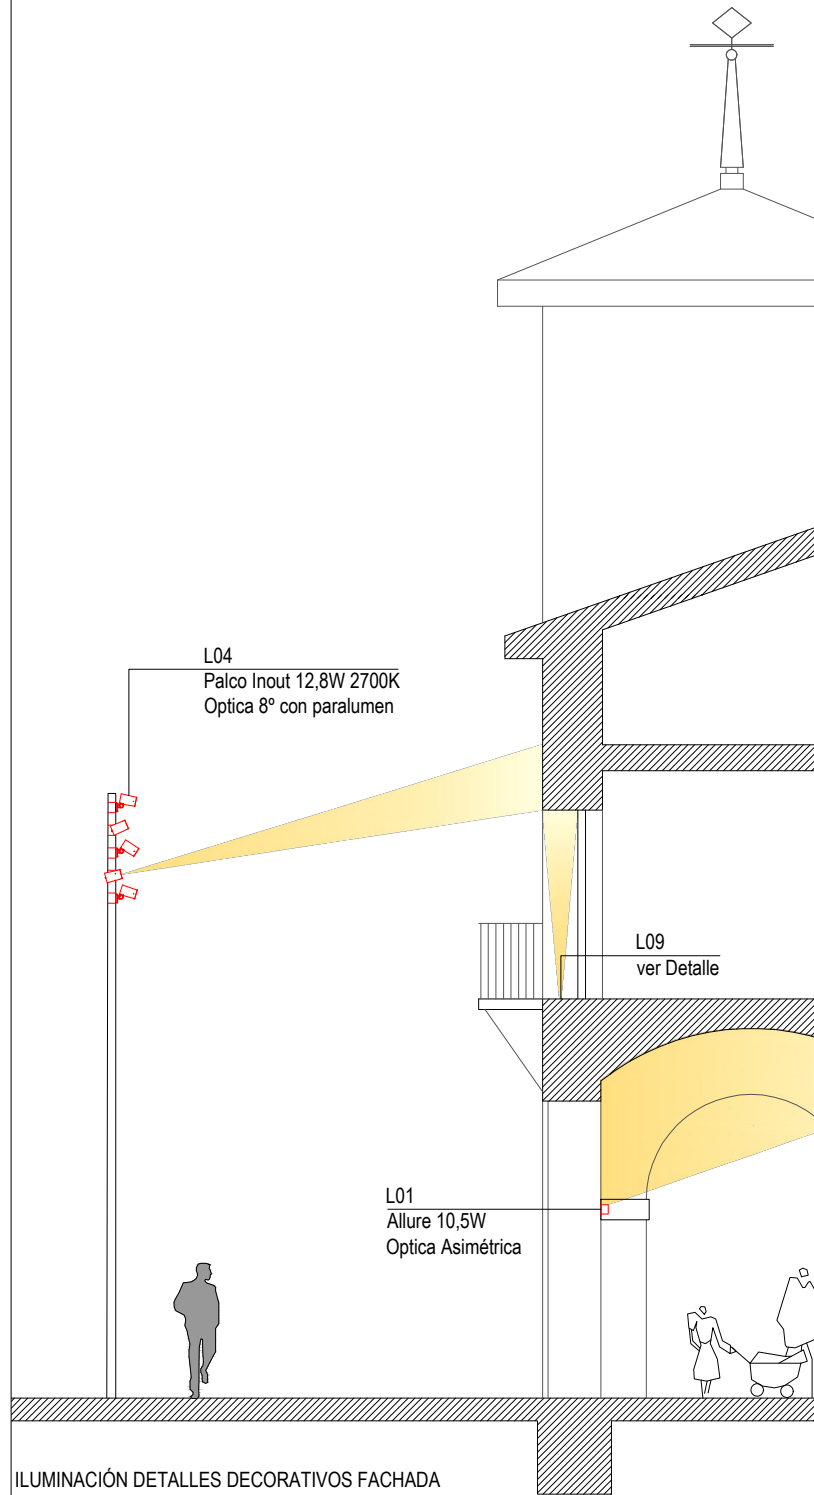 L04
Palco Inout 12,8W 2700K
Optica 8º con paralumen
L09
ver Detalle
L01
Allure 10,5W
Optica Asimétrica
ILUMINACIÓN DETALLES DECORATIVOS FACHADA